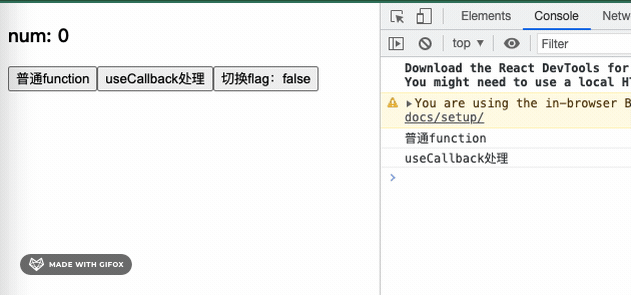 num: 0
普通function useCallback处理 切换flag：false
MADE WITH GIFOX
Elements Console Netw
top ▼ Filter
Download the React DevTools for
You might need to use a local H
You are using the in-browser B
docs/setup/
普通function
useCallback处理